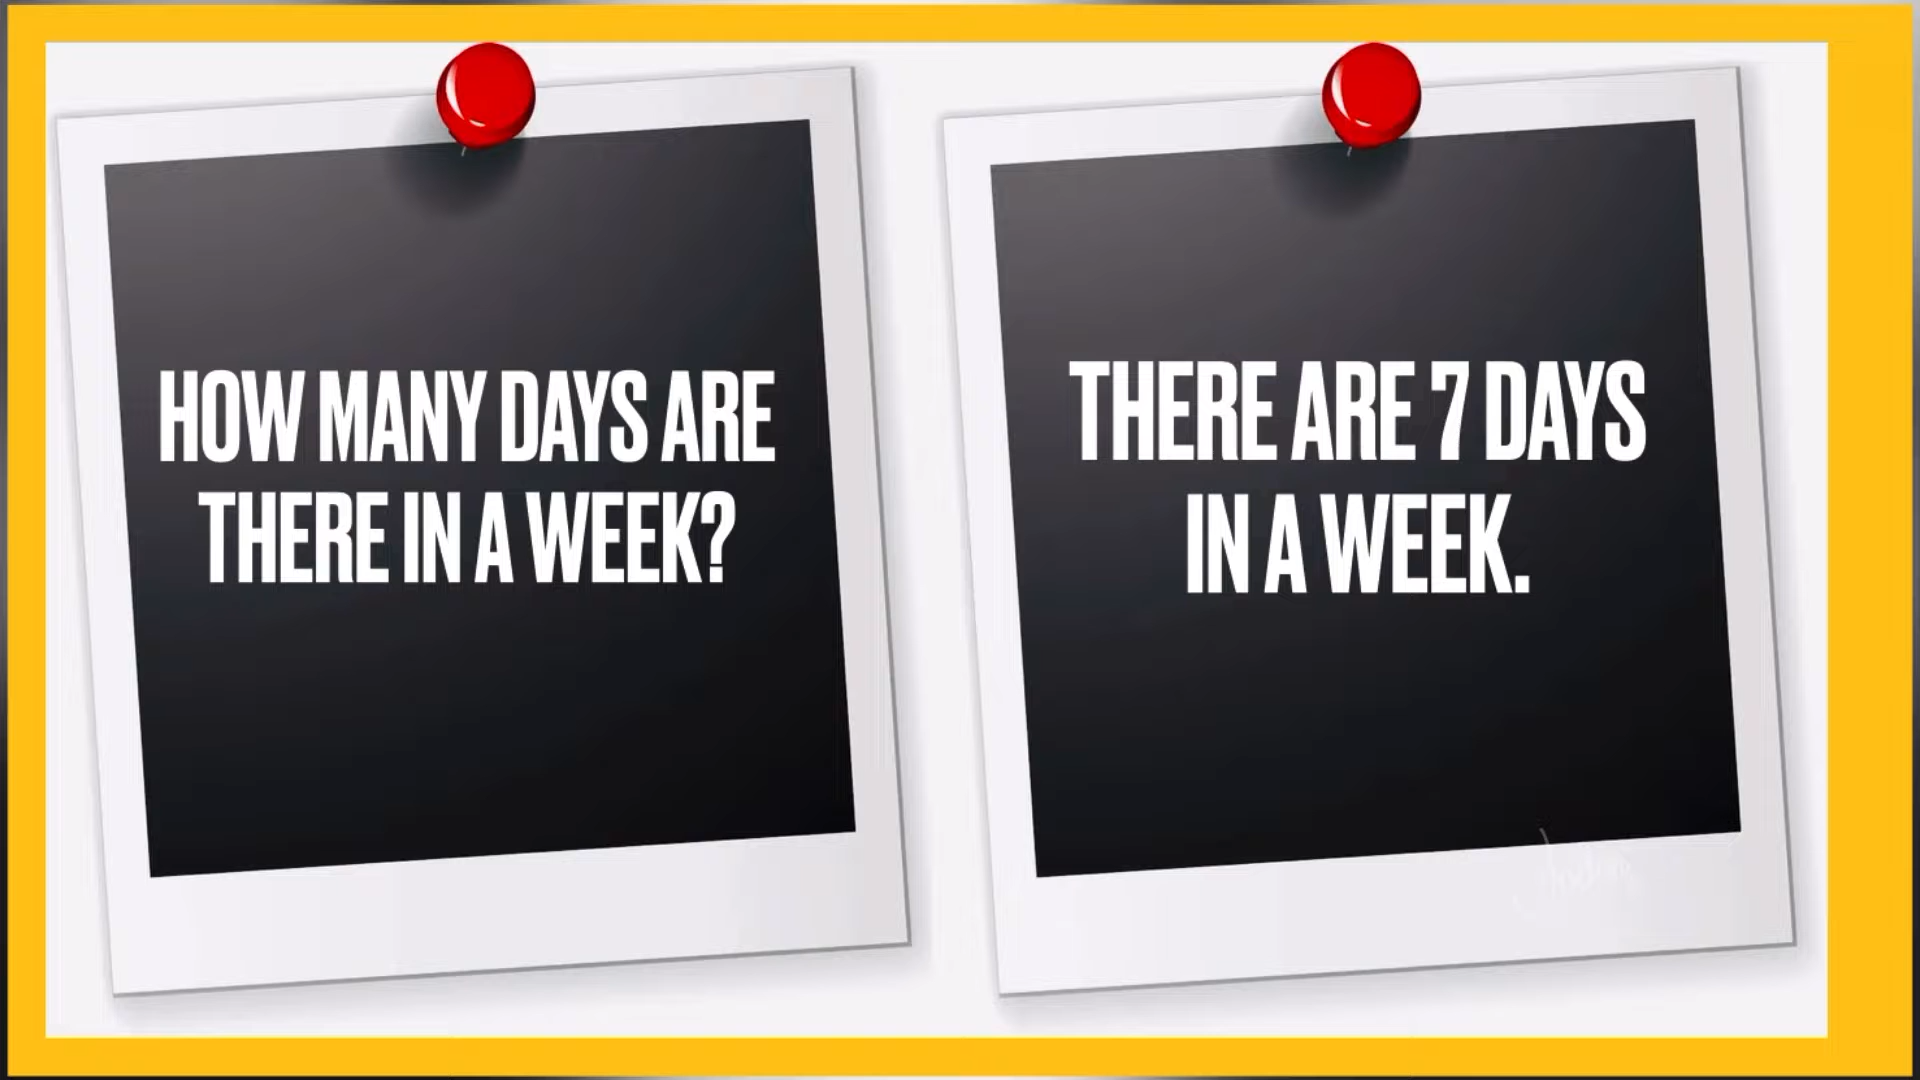 HOW MANY DAYS ARE
THERE IN A WEEK?
THERE ARE 7 DAYS
IN A WEEK.